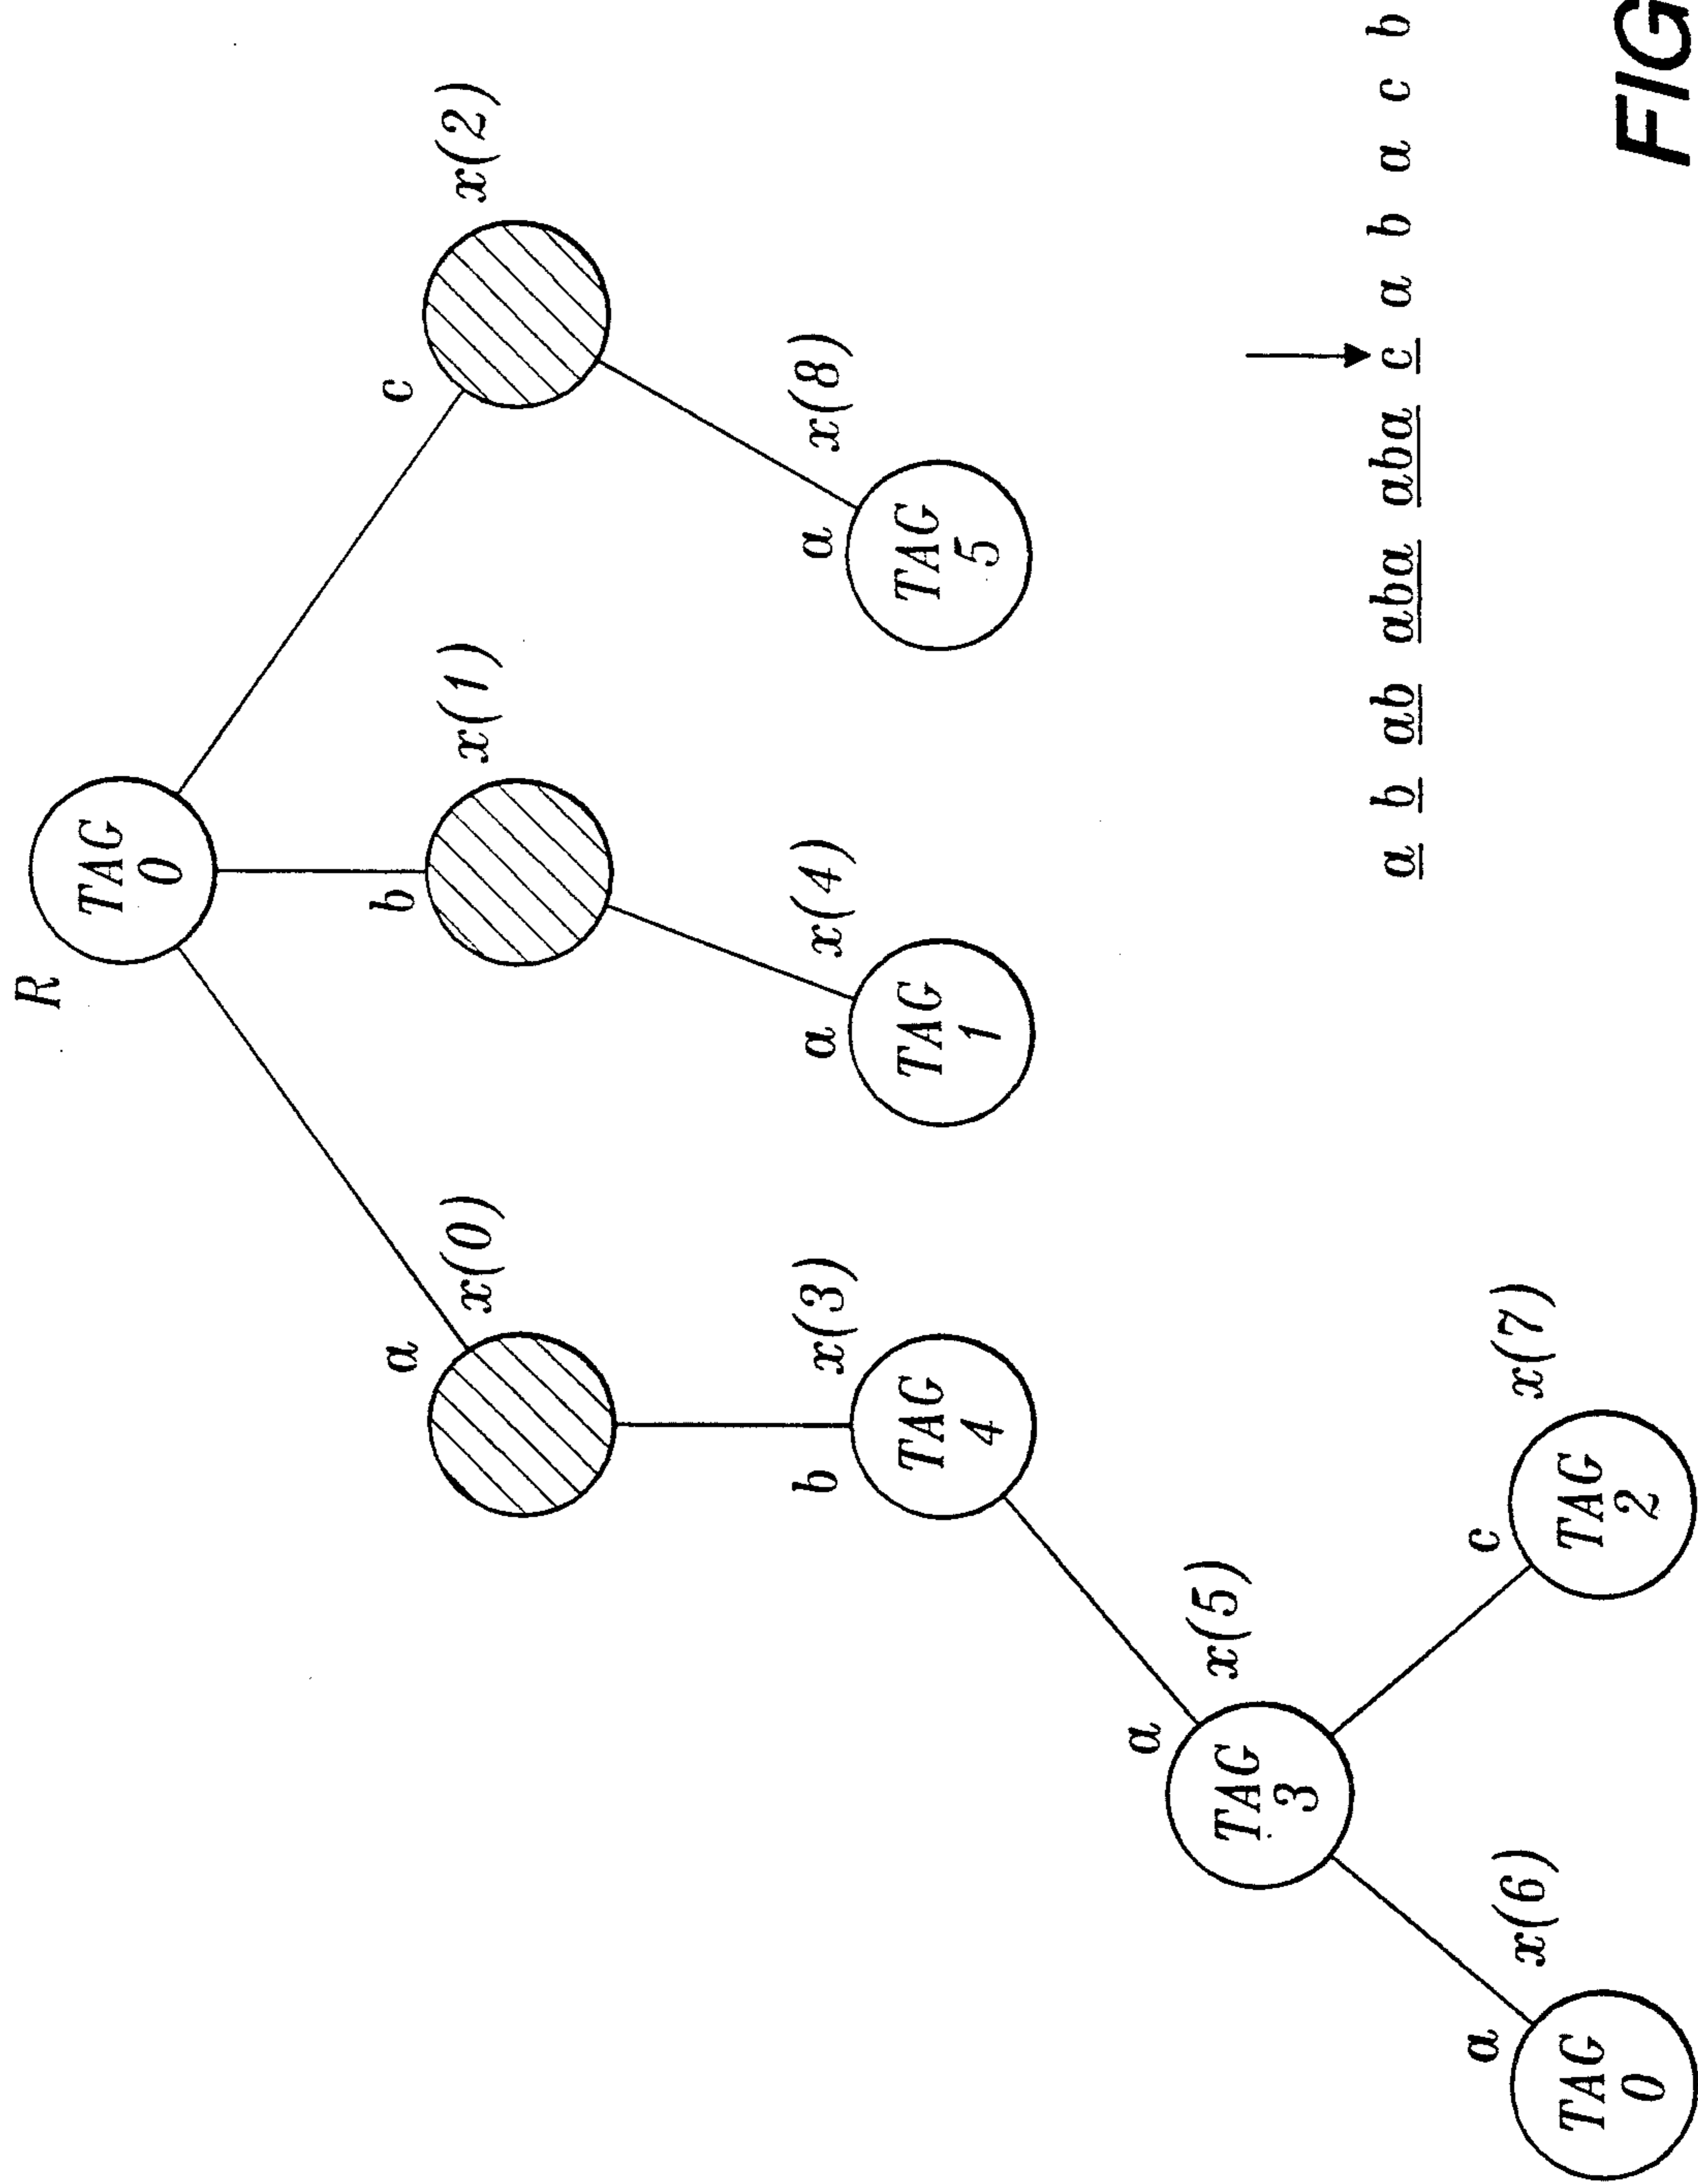 R
TAG
0
a
x(0)
b
x(1)
c
x(2)
b
x(3)
TAG
4
a
x(4)
TAG
1
a
x(8)
TAG
5
a
x(5)
TAG
3
a
x(6)
TAG
0
c
x(7)
TAG
2
a b ab aba aba c a b a c b
FIG